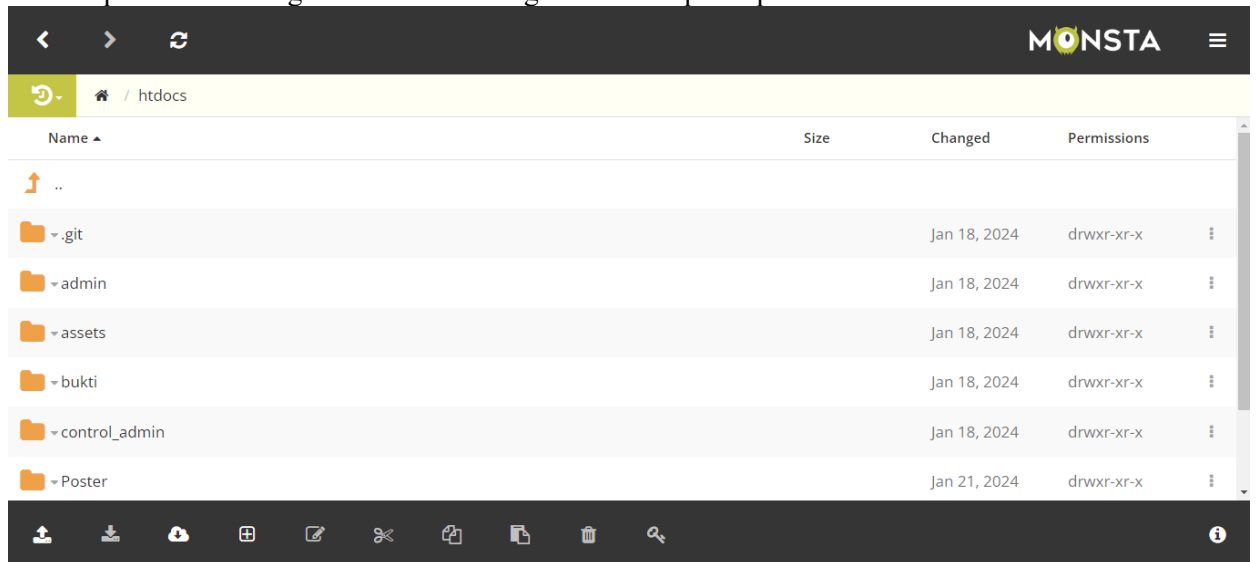 MONSTA
/ htdocs
Name Size Changed Permissions
..
.git Jan 18, 2024 drwxr-xr-x
admin Jan 18, 2024 drwxr-xr-x
assets Jan 18, 2024 drwxr-xr-x
bukti Jan 18, 2024 drwxr-xr-x
control_admin Jan 18, 2024 drwxr-xr-x
Poster Jan 21, 2024 drwxr-xr-x